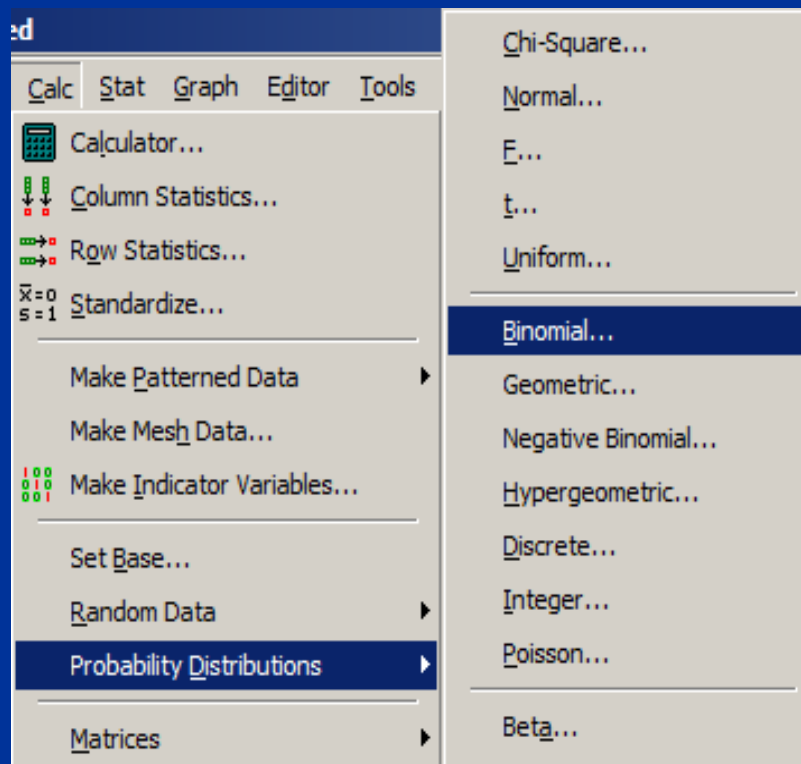 ed
Calc Stat Graph Editor Tools
Calculator...
Column Statistics...
Row Statistics...
x̅=0
s=1
Standardize...
Make Patterned Data
Make Mesh Data...
Make Indicator Variables...
Set Base...
Random Data
Probability Distributions
Matrices
Chi-Square...
Normal...
F...
t...
Uniform...
Binomial...
Geometric...
Negative Binomial...
Hypergeometric...
Discrete...
Integer...
Poisson...
Beta...